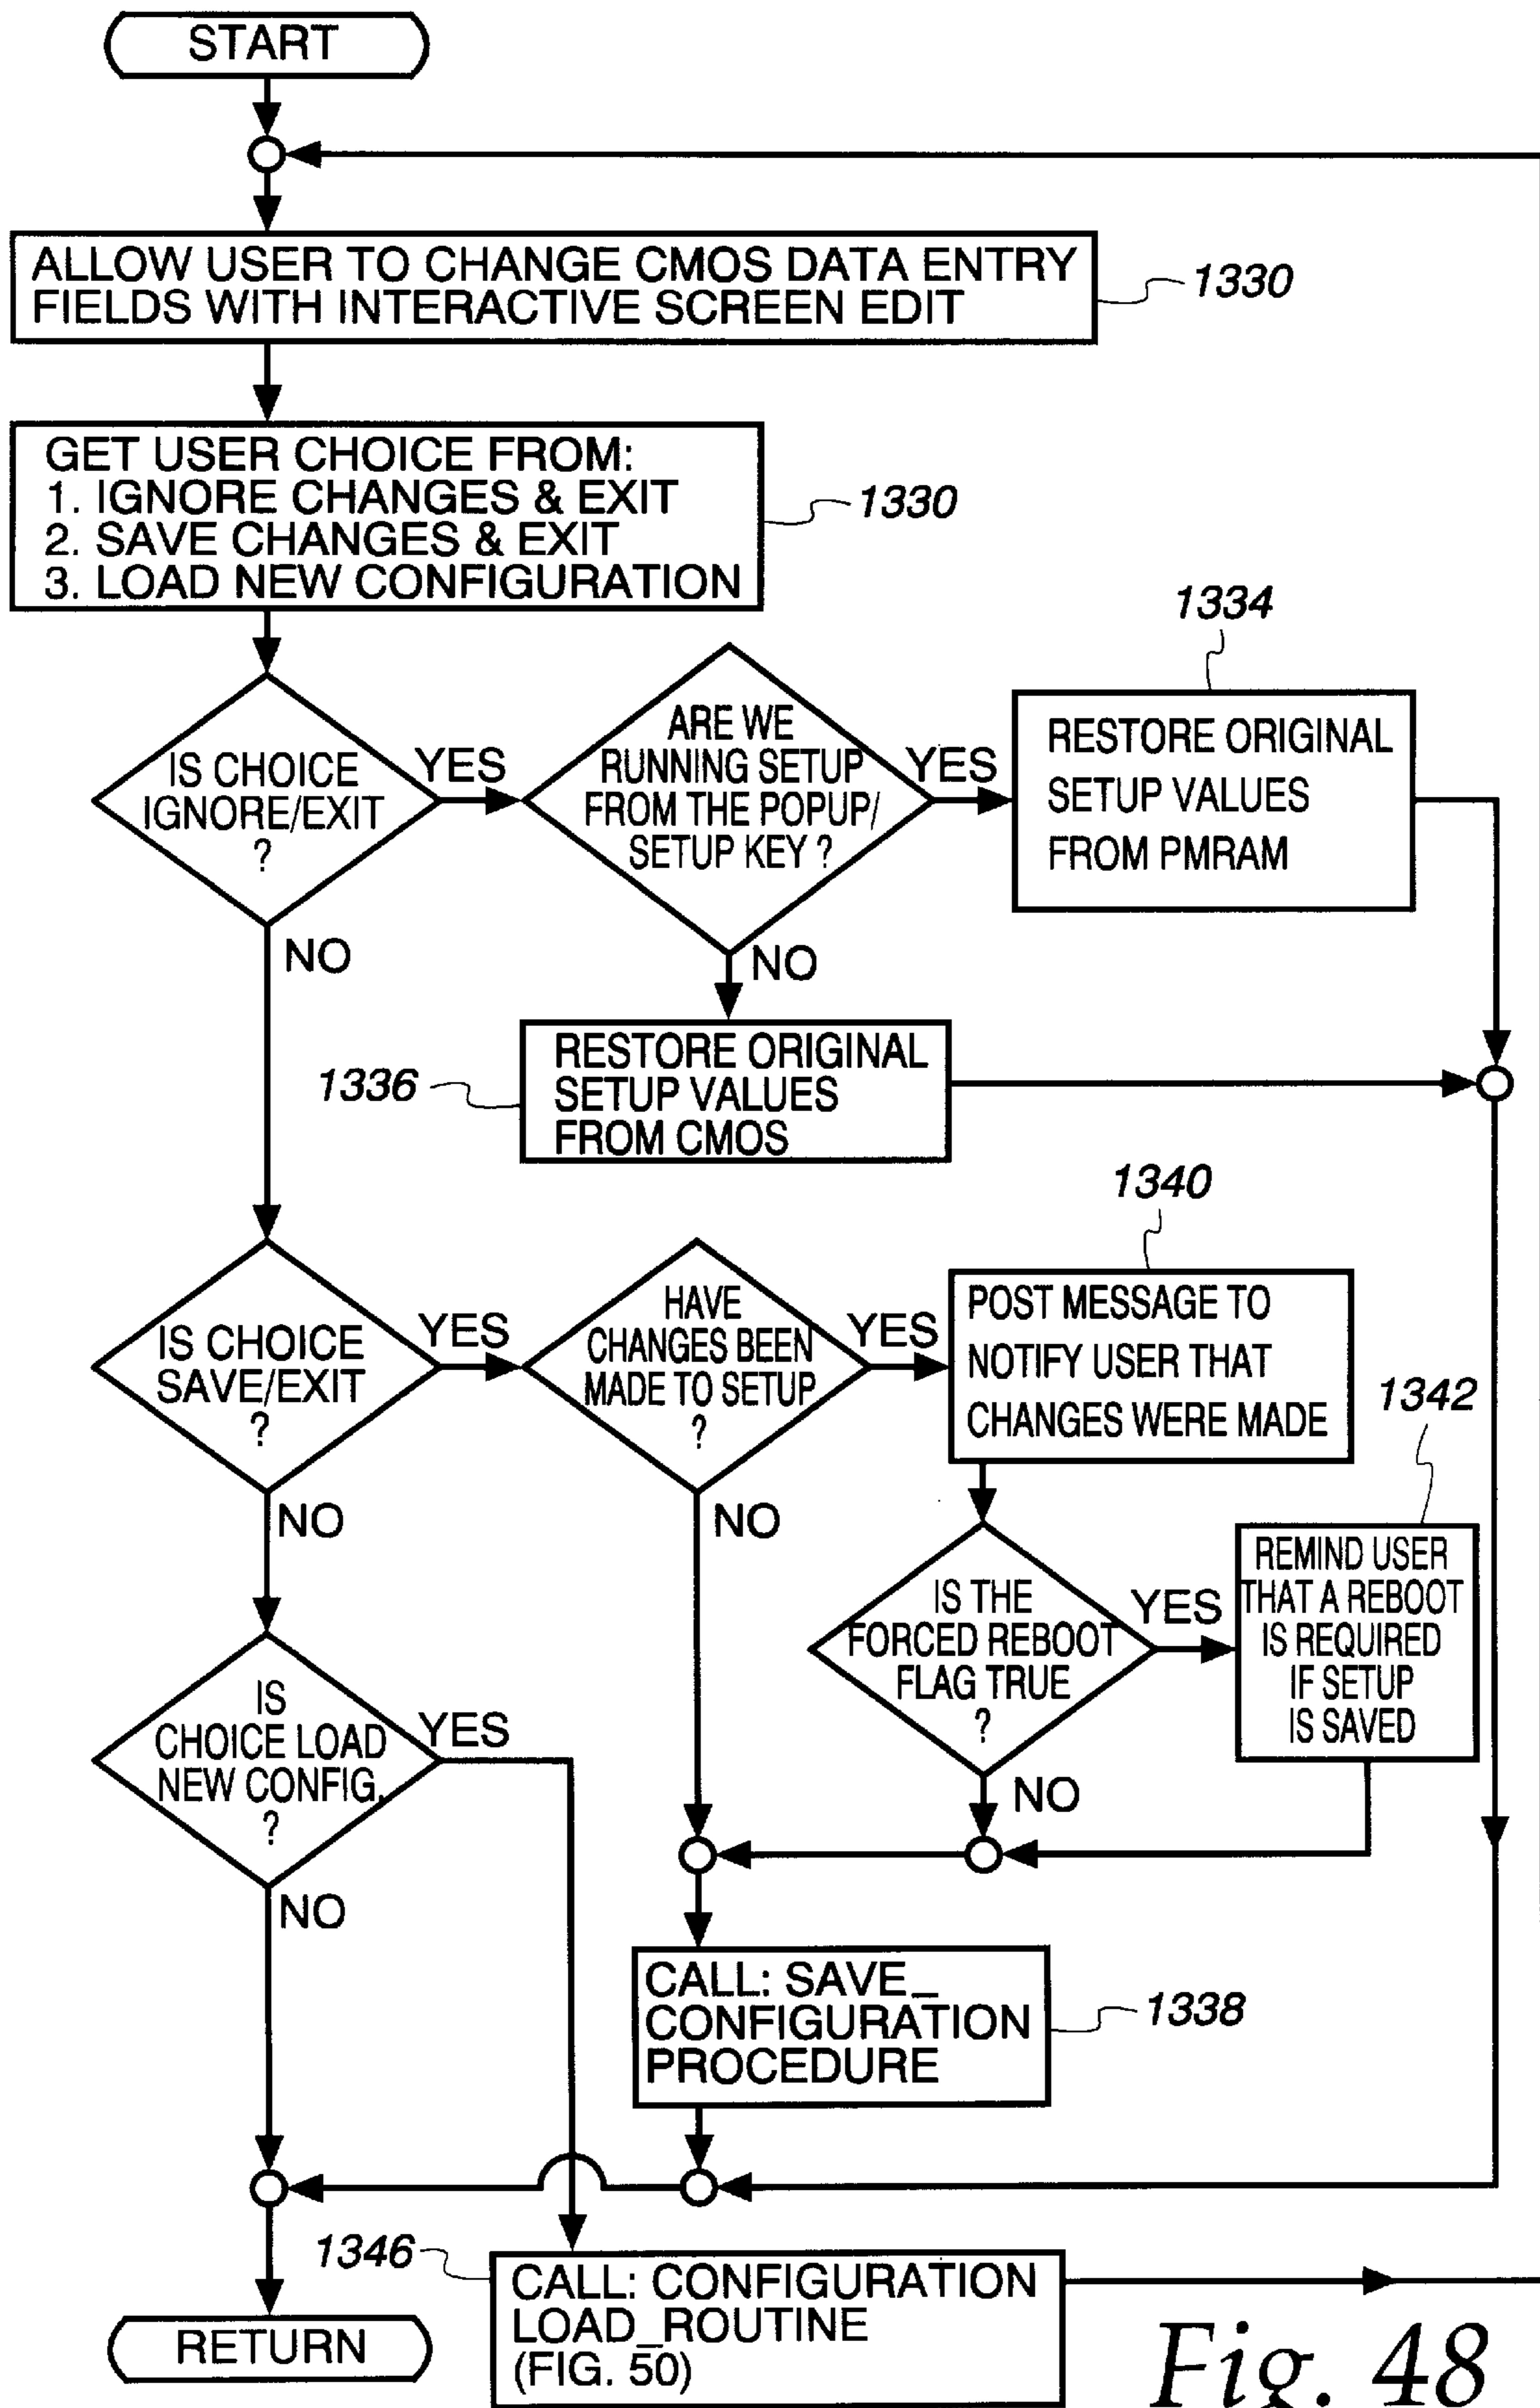 START
ALLOW USER TO CHANGE CMOS DATA ENTRY
FIELDS WITH INTERACTIVE SCREEN EDIT
1330
GET USER CHOICE FROM:
1. IGNORE CHANGES & EXIT
2. SAVE CHANGES & EXIT
3. LOAD NEW CONFIGURATION
1330
IS CHOICE
IGNORE/EXIT
?
YES
NO
ARE WE
RUNNING SETUP
FROM THE POPUP/
SETUP KEY ?
YES
NO
1334
RESTORE ORIGINAL
SETUP VALUES
FROM PMRAM
1336
RESTORE ORIGINAL
SETUP VALUES
FROM CMOS
IS CHOICE
SAVE/EXIT
?
YES
NO
HAVE
CHANGES BEEN
MADE TO SETUP
?
YES
NO
1340
POST MESSAGE TO
NOTIFY USER THAT
CHANGES WERE MADE
IS THE
FORCED REBOOT
FLAG TRUE
?
YES
NO
1342
REMIND USER
THAT A REBOOT
IS REQUIRED
IF SETUP
IS SAVED
IS
CHOICE LOAD
NEW CONFIG.
?
YES
NO
CALL: SAVE_
CONFIGURATION
PROCEDURE
1338
1346
CALL: CONFIGURATION
LOAD_ROUTINE
(FIG. 50)
RETURN
Fig. 48